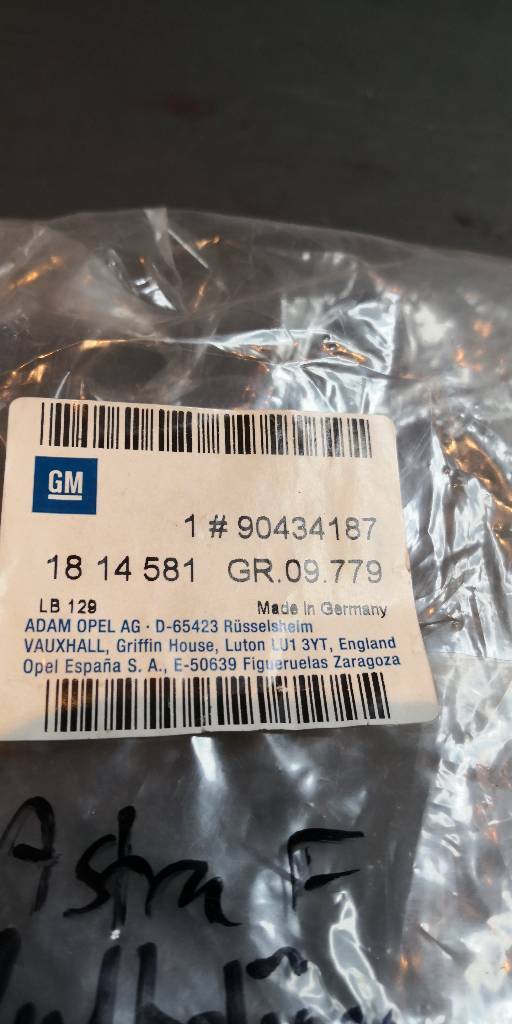 GM
1 # 90434187
18 14 581 GR.09.779
LB 129 Made in Germany
ADAM OPEL AG · D-65423 Rüsselsheim
VAUXHALL, Griffin House, Luton LU1 3YT, England
Opel España S. A., E-50639 Figueruelas Zaragoza
Astra F